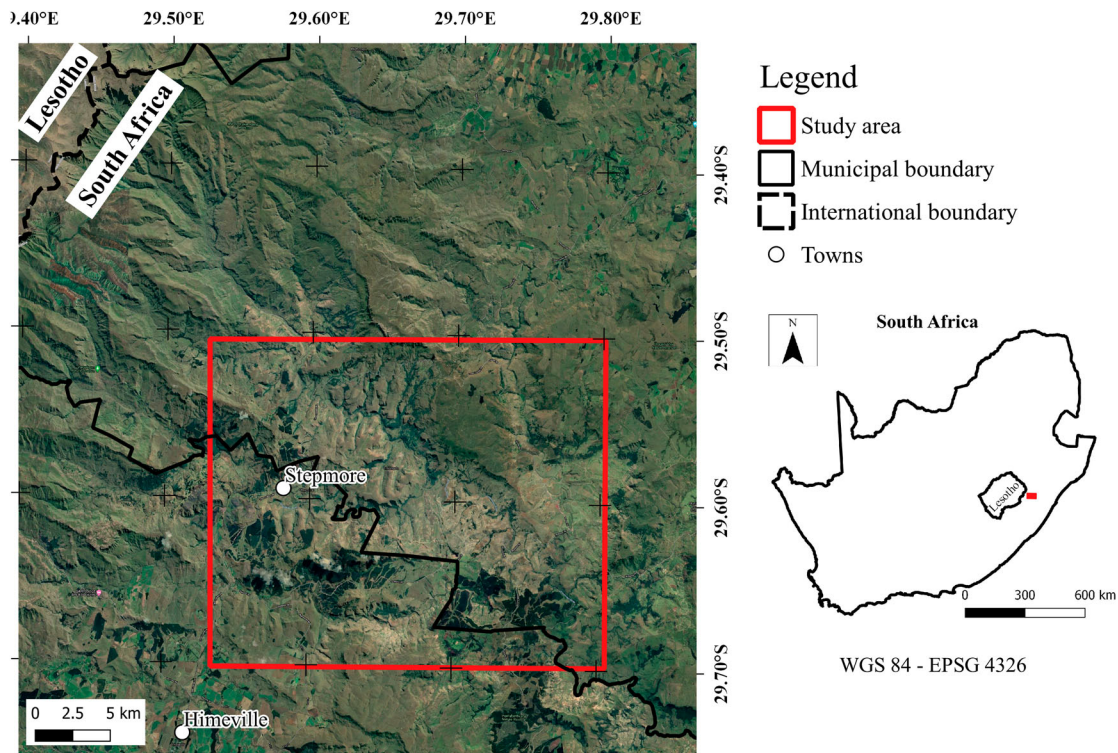 29.40°E 29.50°E 29.60°E 29.70°E 29.80°E
Lesotho
South Africa
29.40°S
29.50°S
29.60°S
29.70°S
Stepmore
Himeville
0 2.5 5 km
Legend
Study area
Municipal boundary
International boundary
Towns
N
South Africa
Lesotho
0 300 600 km
WGS 84 - EPSG 4326